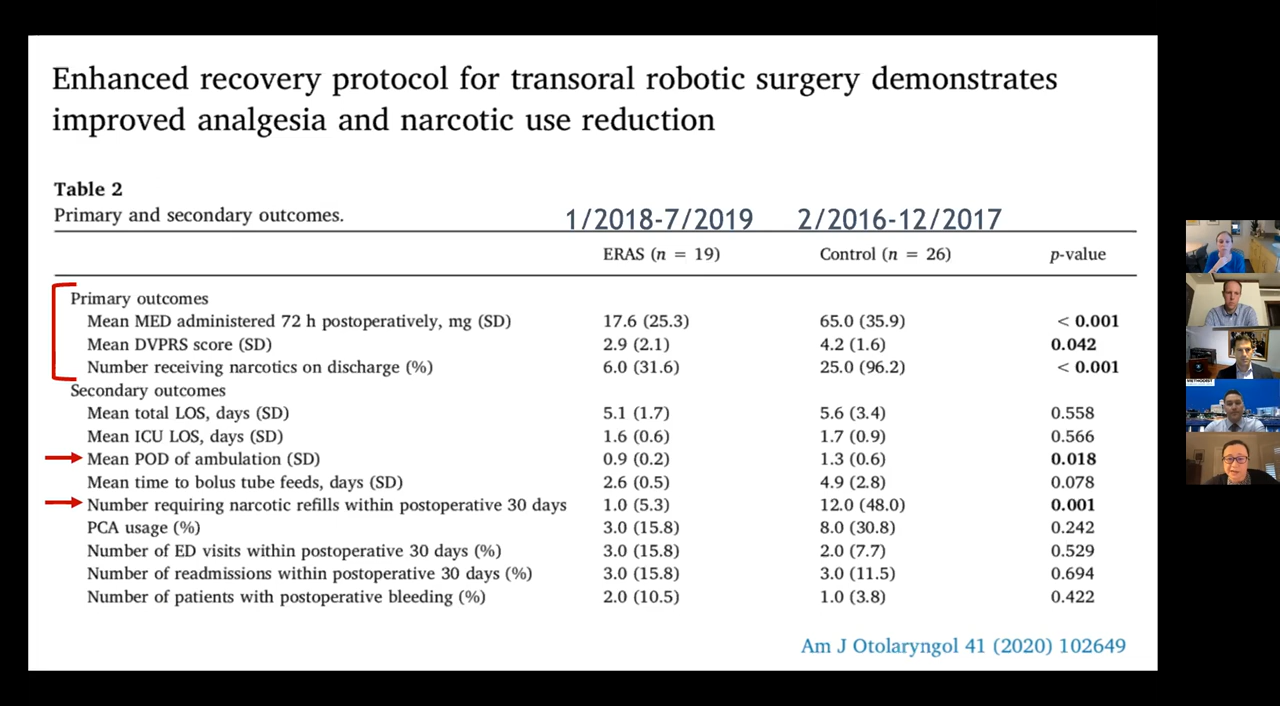 Enhanced recovery protocol for transoral robotic surgery demonstrates
improved analgesia and narcotic use reduction
Table 2
Primary and secondary outcomes.
1/2018-7/2019 2/2016-12/2017
ERAS (n = 19) Control (n = 26) p-value
Primary outcomes
Mean MED administered 72 h postoperatively, mg (SD) 17.6 (25.3) 65.0 (35.9) < 0.001
Mean DVPRS score (SD) 2.9 (2.1) 4.2 (1.6) 0.042
Number receiving narcotics on discharge (%) 6.0 (31.6) 25.0 (96.2) < 0.001
Secondary outcomes
Mean total LOS, days (SD) 5.1 (1.7) 5.6 (3.4) 0.558
Mean ICU LOS, days (SD) 1.6 (0.6) 1.7 (0.9) 0.566
Mean POD of ambulation (SD) 0.9 (0.2) 1.3 (0.6) 0.018
Mean time to bolus tube feeds, days (SD) 2.6 (0.5) 4.9 (2.8) 0.078
Number requiring narcotic refills within postoperative 30 days 1.0 (5.3) 12.0 (48.0) 0.001
PCA usage (%) 3.0 (15.8) 8.0 (30.8) 0.242
Number of ED visits within postoperative 30 days (%) 3.0 (15.8) 2.0 (7.7) 0.529
Number of readmissions within postoperative 30 days (%) 3.0 (15.8) 3.0 (11.5) 0.694
Number of patients with postoperative bleeding (%) 2.0 (10.5) 1.0 (3.8) 0.422
Am J Otolaryngol 41 (2020) 102649
METHODIST